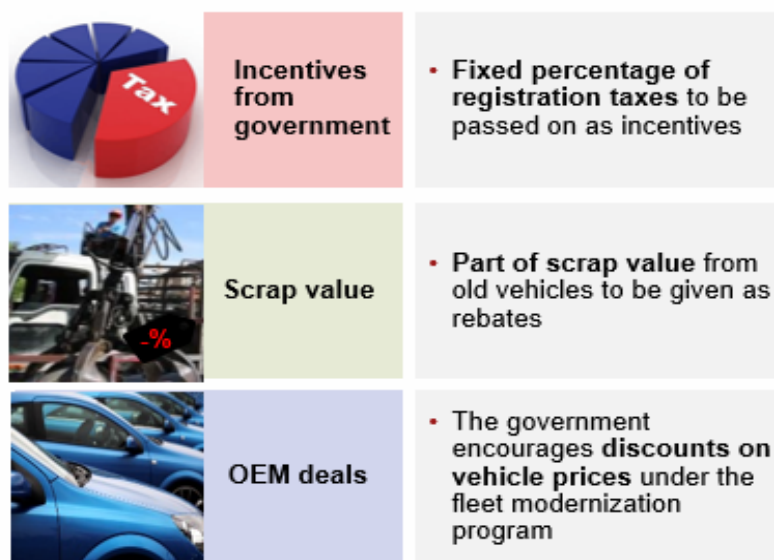 Tax
Incentives
from
government
• Fixed percentage of
registration taxes to be
passed on as incentives
-%
Scrap value
• Part of scrap value from
old vehicles to be given as
rebates
OEM deals
• The government
encourages discounts on
vehicle prices under the
fleet modernization
program